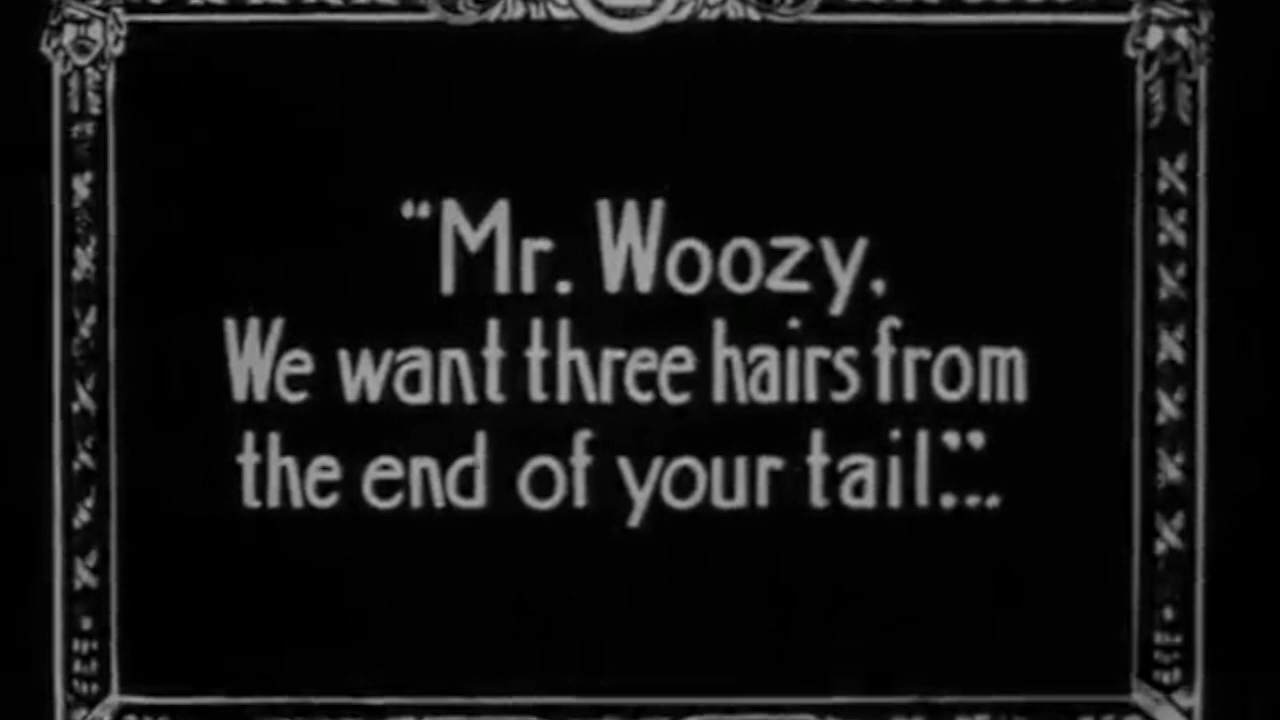 “Mr. Woozy,
We want three hairs from
the end of your tail.”..